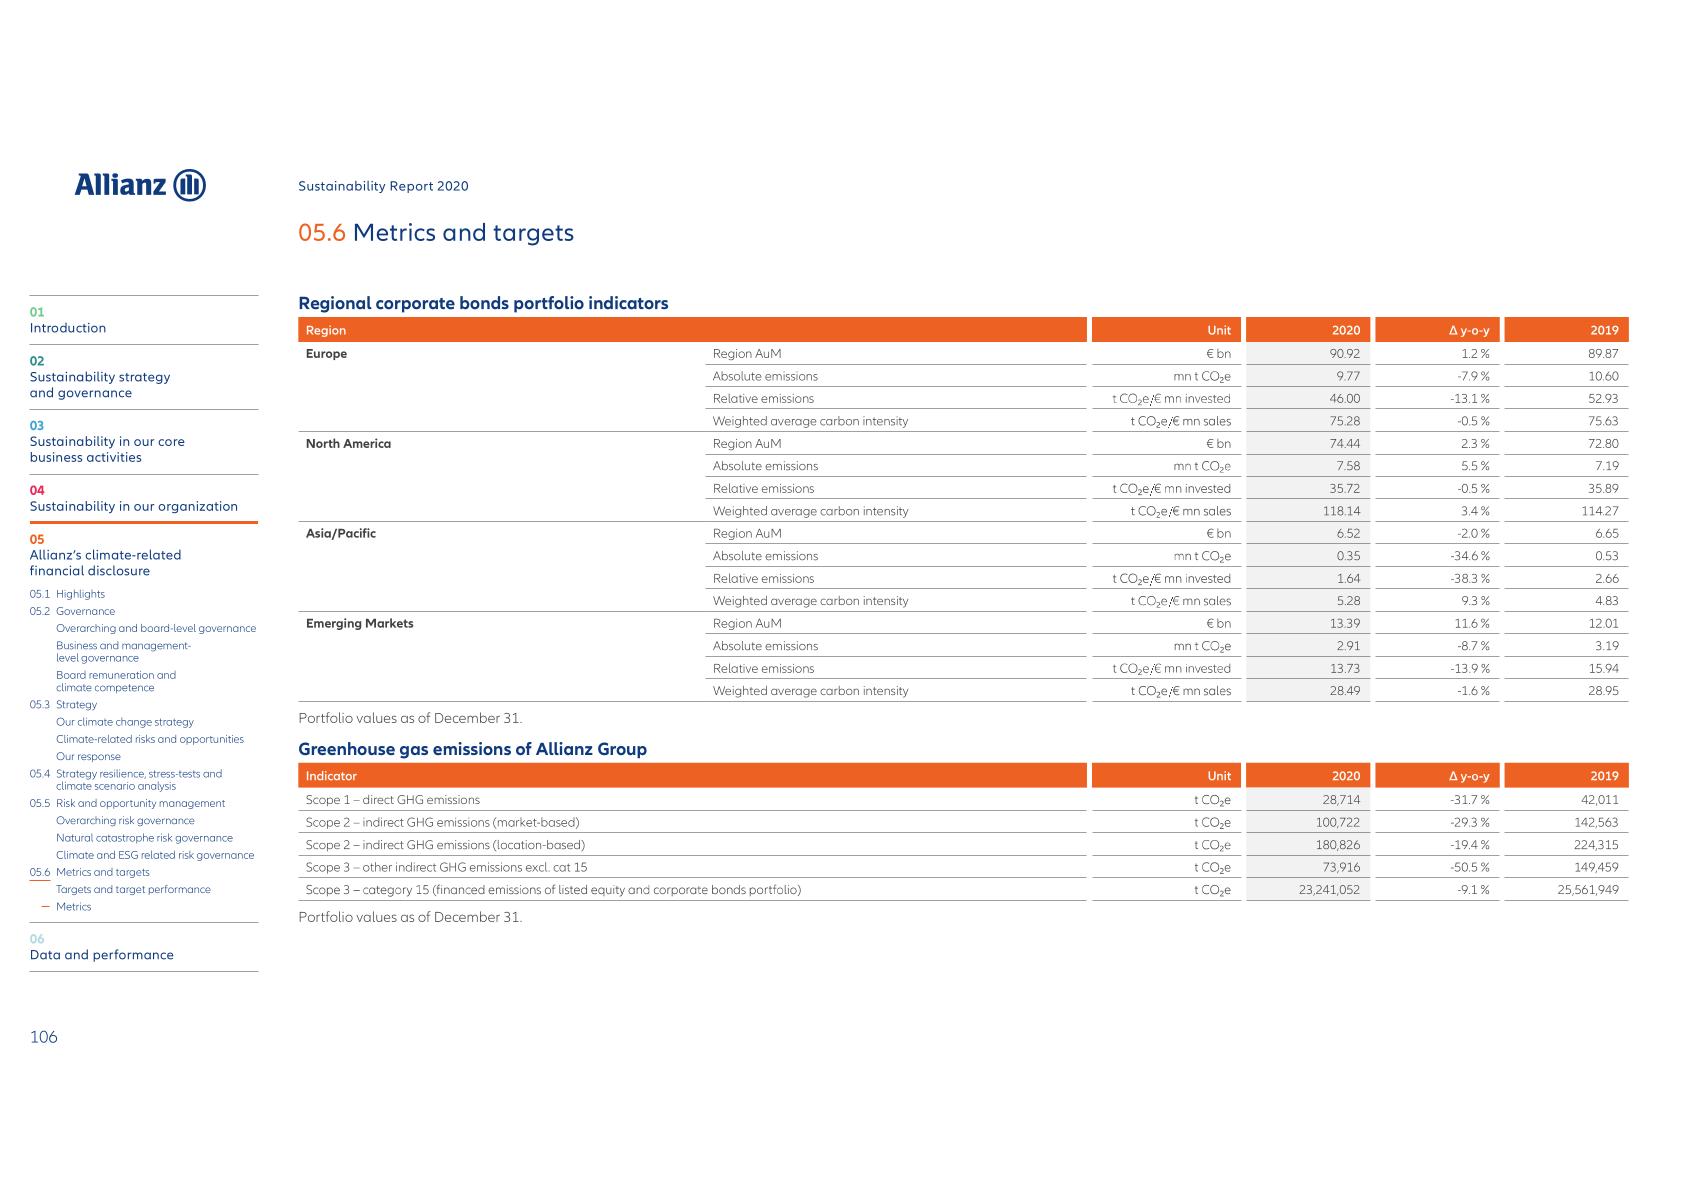 Allianz
Sustainability Report 2020
05.6 Metrics and targets
01
Introduction
02
Sustainability strategy
and governance
03
Sustainability in our core
business activities
04
Sustainability in our organization
05
Allianz's climate-related
financial disclosure
05.1 Highlights
05.2 Governance
Overarching and board-level governance
Business and management-
level governance
Board remuneration and
climate competence
05.3 Strategy
Our climate change strategy
Climate-related risks and opportunities
Our response
05.4 Strategy resilience, stress-tests and
climate scenario analysis
05.5 Risk and opportunity management
Overarching risk governance
Natural catastrophe risk governance
Climate and ESG related risk governance
05.6 Metrics and targets
Targets and target performance
– Metrics
06
Data and performance
106
Regional corporate bonds portfolio indicators
Region Unit 2020 Δ y-o-y 2019
Europe Region AuM € bn 90.92 1.2 % 89.87
Absolute emissions mn t CO₂e 9.77 -7.9 % 10.60
Relative emissions t CO₂e/€ mn invested 46.00 -13.1 % 52.93
Weighted average carbon intensity t CO₂e/€ mn sales 75.28 -0.5 % 75.63
North America Region AuM € bn 74.44 2.3 % 72.80
Absolute emissions mn t CO₂e 7.58 5.5 % 7.19
Relative emissions t CO₂e/€ mn invested 35.72 -0.5 % 35.89
Weighted average carbon intensity t CO₂e/€ mn sales 118.14 3.4 % 114.27
Asia/Pacific Region AuM € bn 6.52 -2.0 % 6.65
Absolute emissions mn t CO₂e 0.35 -34.6 % 0.53
Relative emissions t CO₂e/€ mn invested 1.64 -38.3 % 2.66
Weighted average carbon intensity t CO₂e/€ mn sales 5.28 9.3 % 4.83
Emerging Markets Region AuM € bn 13.39 11.6 % 12.01
Absolute emissions mn t CO₂e 2.91 -8.7 % 3.19
Relative emissions t CO₂e/€ mn invested 13.73 -13.9 % 15.94
Weighted average carbon intensity t CO₂e/€ mn sales 28.49 -1.6 % 28.95
Portfolio values as of December 31.
Greenhouse gas emissions of Allianz Group
Indicator Unit 2020 Δ y-o-y 2019
Scope 1 – direct GHG emissions t CO₂e 28,714 -31.7 % 42,011
Scope 2 – indirect GHG emissions (market-based) t CO₂e 100,722 -29.3 % 142,563
Scope 2 – indirect GHG emissions (location-based) t CO₂e 180,826 -19.4 % 224,315
Scope 3 – other indirect GHG emissions excl. cat 15 t CO₂e 73,916 -50.5 % 149,459
Scope 3 – category 15 (financed emissions of listed equity and corporate bonds portfolio) t CO₂e 23,241,052 -9.1 % 25,561,949
Portfolio values as of December 31.